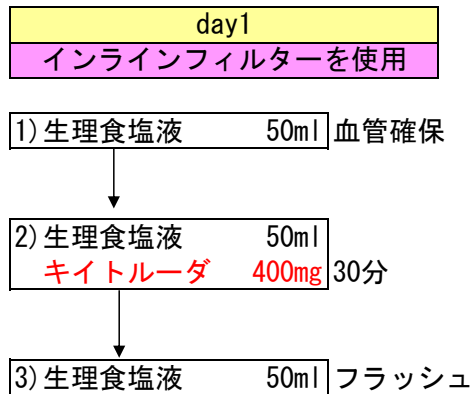 day1
インラインフィルターを使用
1)生理食塩液 50ml 血管確保
2)生理食塩液 50ml
キイトルーダ 400mg 30分
3)生理食塩液 50ml フラッシュ